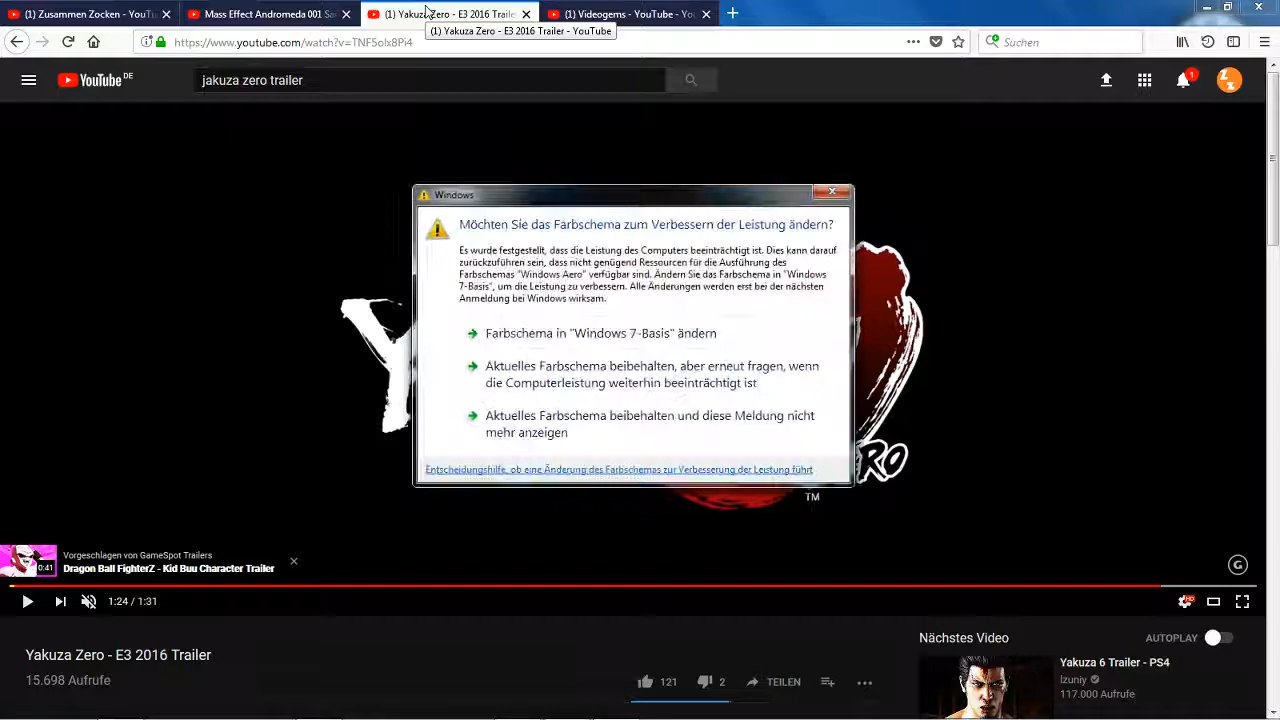 (1) Zusammen Zocken - YouTu
Mass Effect Andromeda 001 S
(1) Yakuza Zero - E3 2016 Traile
(1) Videogems - YouTube - Yo
(1) Yakuza Zero - E3 2016 Trailer - YouTube
https://www.youtube.com/watch?v=TNF5oIx8Pi4
Suchen
YouTube DE
jakuza zero trailer
1
Windows
Möchten Sie das Farbschema zum Verbessern der Leistung ändern?
Es wurde festgestellt, dass die Leistung des Computers beeinträchtigt ist. Dies kann darauf
zurückzuführen sein, dass nicht genügend Ressourcen für die Ausführung des
Farbschemas "Windows Aero" verfügbar sind. Ändern Sie das Farbschema in "Windows
7-Basis", um die Leistung zu verbessern. Alle Änderungen werden erst bei der nächsten
Anmeldung bei Windows wirksam.
Farbschema in "Windows 7-Basis" ändern
Aktuelles Farbschema beibehalten, aber erneut fragen, wenn
die Computerleistung weiterhin beeinträchtigt ist
Aktuelles Farbschema beibehalten und diese Meldung nicht
mehr anzeigen
Entscheidungshilfe, ob eine Änderung des Farbschemas zur Verbesserung der Leistung führt
Y
RO
TM
Vorgeschlagen von GameSpot Trailers
0:41
Dragon Ball FighterZ - Kid Buu Character Trailer
G
1:24 / 1:31
HD
Yakuza Zero - E3 2016 Trailer
15.698 Aufrufe
121
2
TEILEN
Nächstes Video
AUTOPLAY
Yakuza 6 Trailer - PS4
Izuniy
117.000 Aufrufe